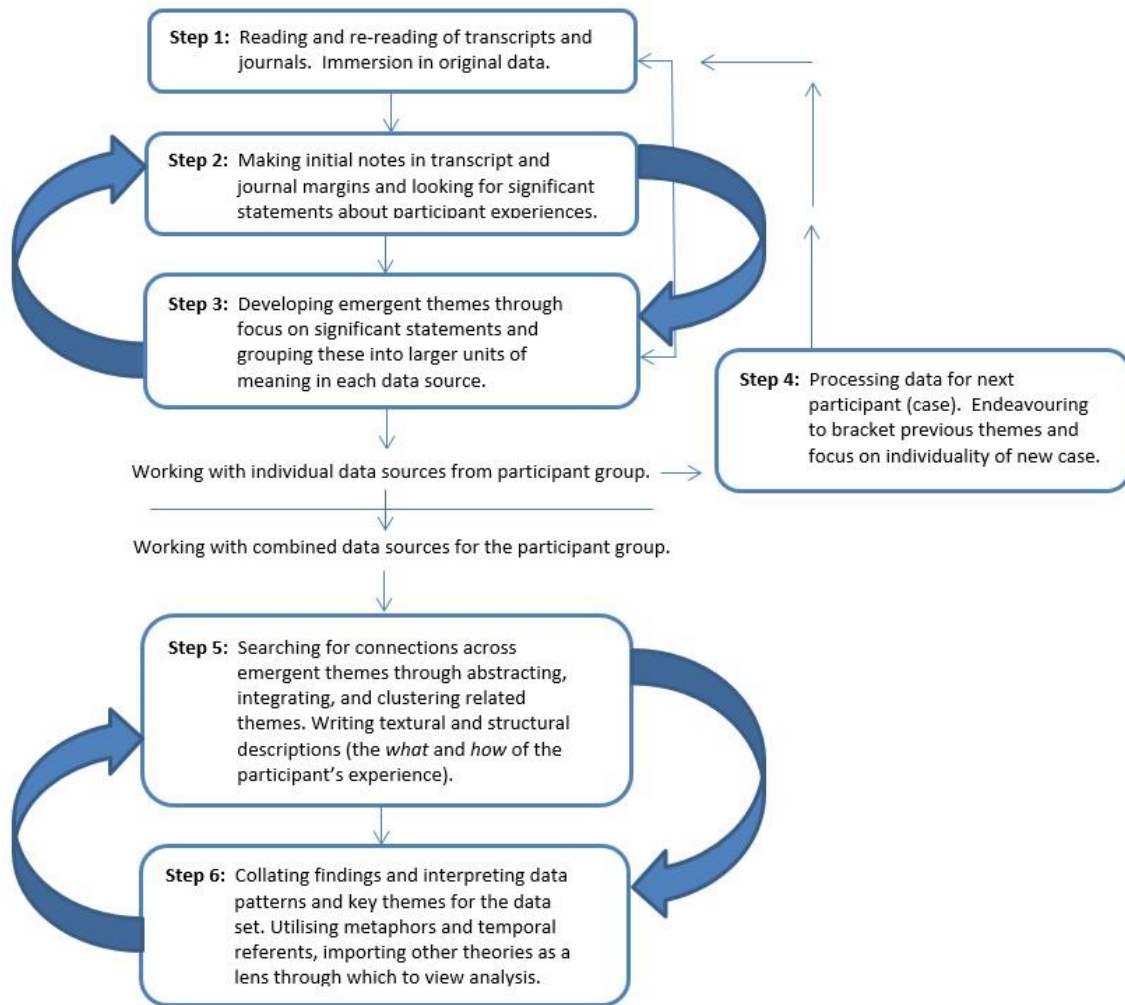 Step 1: Reading and re-reading of transcripts and
journals. Immersion in original data.
Step 2: Making initial notes in transcript and
journal margins and looking for significant
statements about participant experiences.
Step 3: Developing emergent themes through
focus on significant statements and
grouping these into larger units of
meaning in each data source.
Step 4: Processing data for next
participant (case). Endeavouring
to bracket previous themes and
focus on individuality of new case.
Working with individual data sources from participant group.
Working with combined data sources for the participant group.
Step 5: Searching for connections across
emergent themes through abstracting,
integrating, and clustering related
themes. Writing textural and structural
descriptions (the what and how of the
participant’s experience).
Step 6: Collating findings and interpreting data
patterns and key themes for the data
set. Utilising metaphors and temporal
referents, importing other theories as a
lens through which to view analysis.